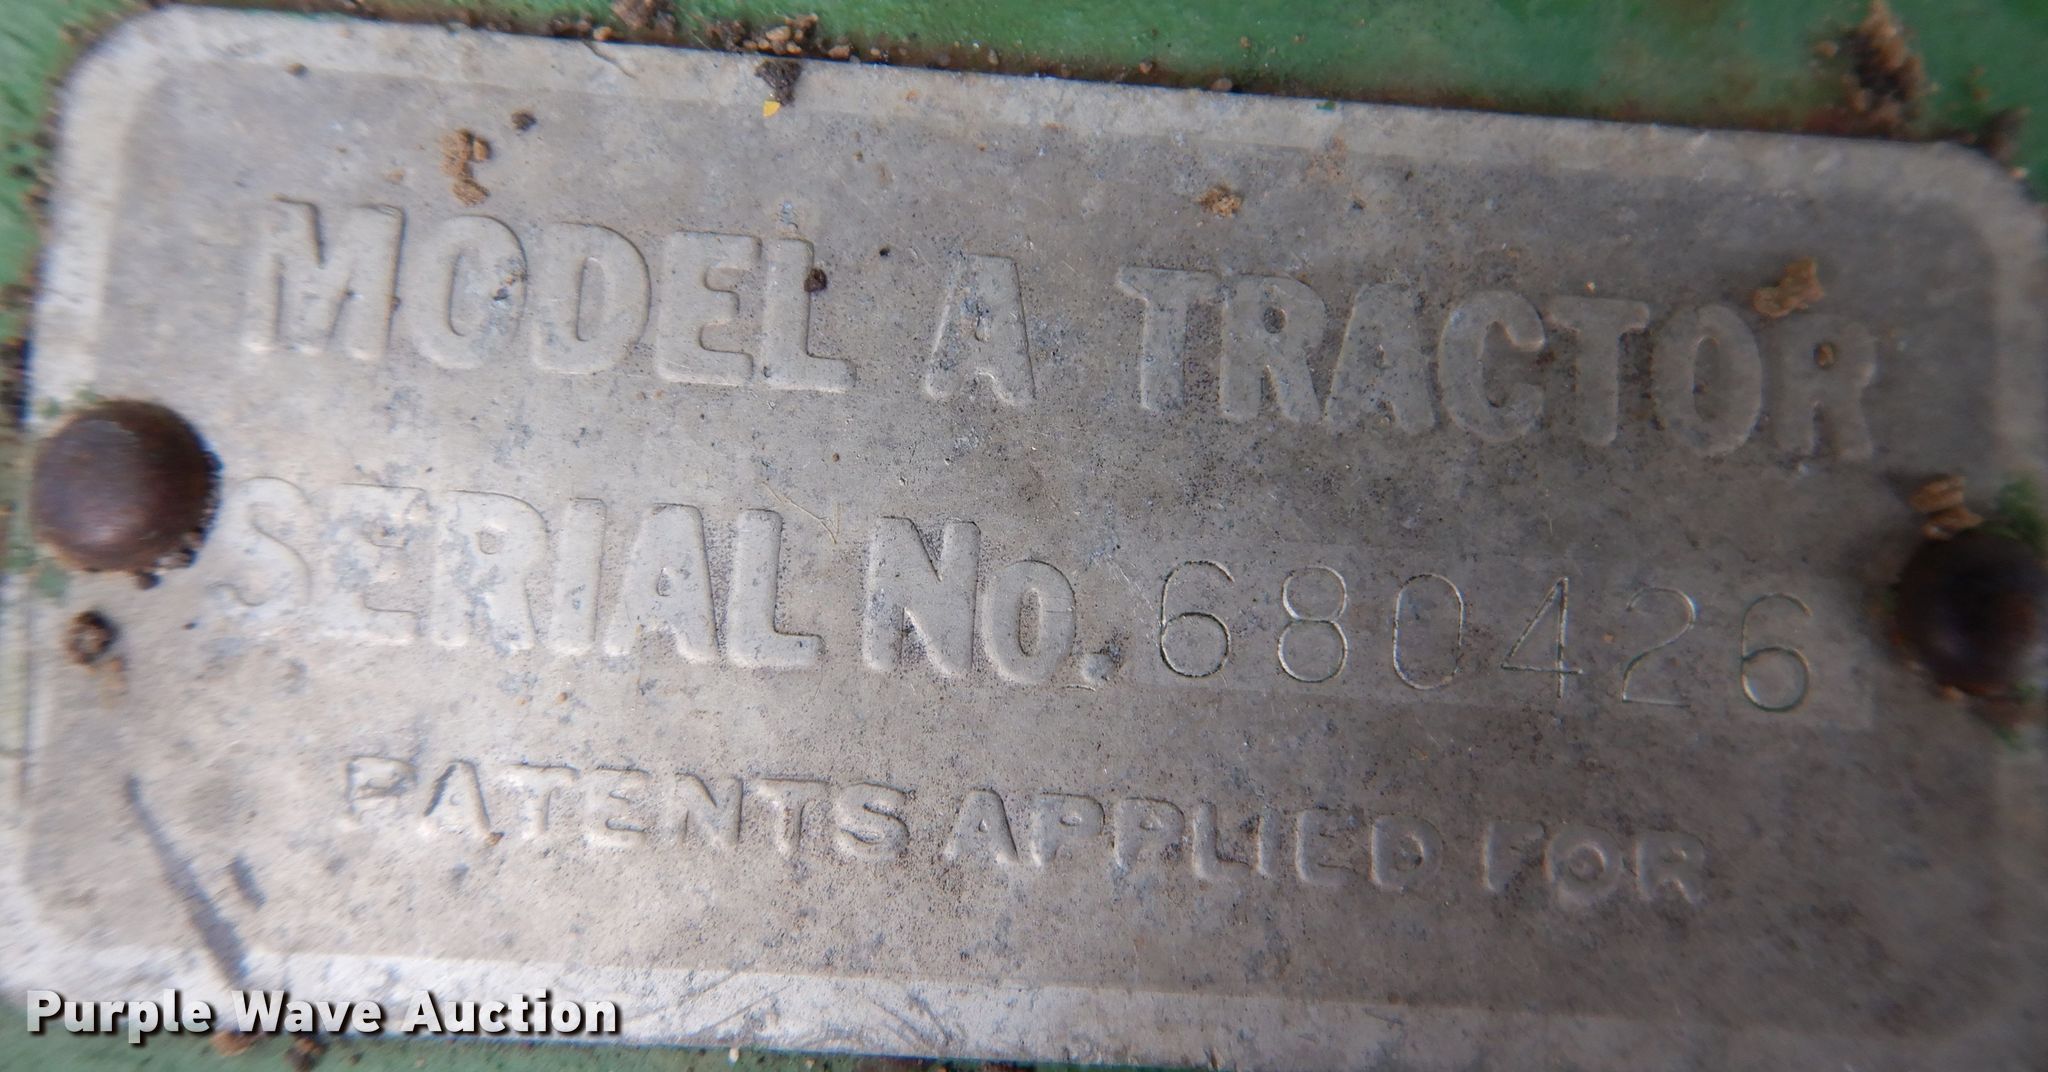 MODEL A TRACTOR
SERIAL No. 680426
PATENTS APPLIED FOR
Purple Wave Auction